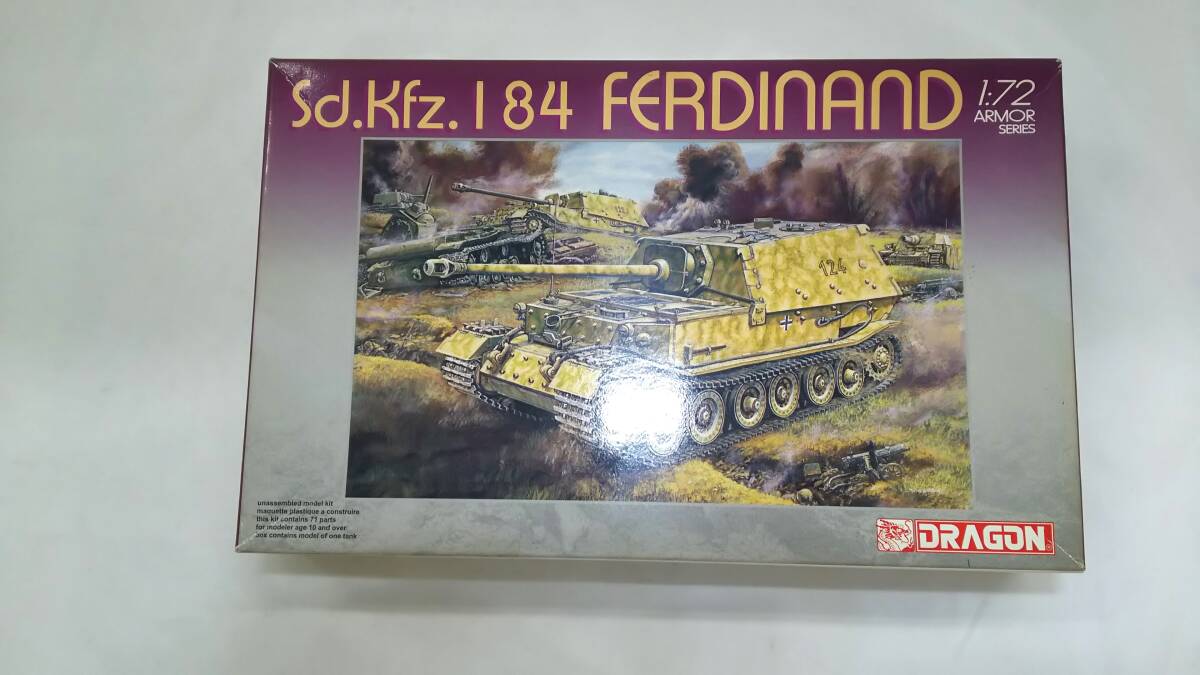 Sd.Kfz.184 FERDINAND
1:72
ARMOR
SERIES
124
unassembled model kit
maquette plastique a construire
this kit contains 71 parts
for modeler age 10 and over
box contains model of one tank
DRAGON